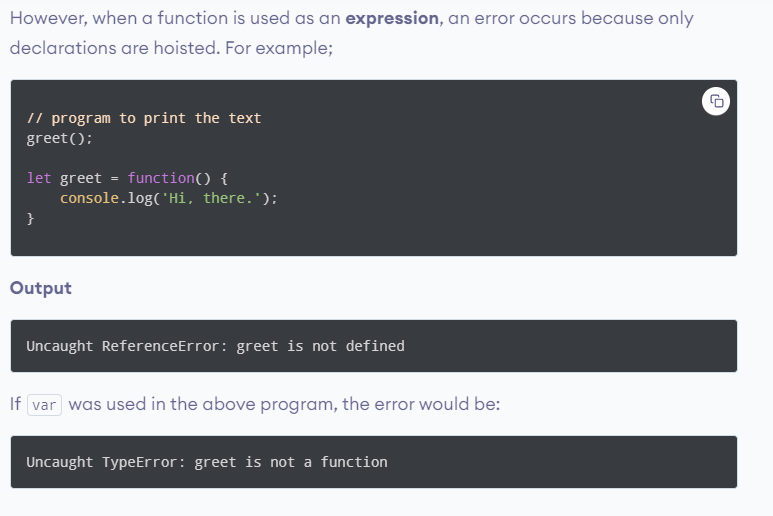 However, when a function is used as an expression, an error occurs because only
declarations are hoisted. For example;
// program to print the text
greet();
let greet = function() {
    console.log('Hi, there.');
}
Output
Uncaught ReferenceError: greet is not defined
If var was used in the above program, the error would be:
Uncaught TypeError: greet is not a function